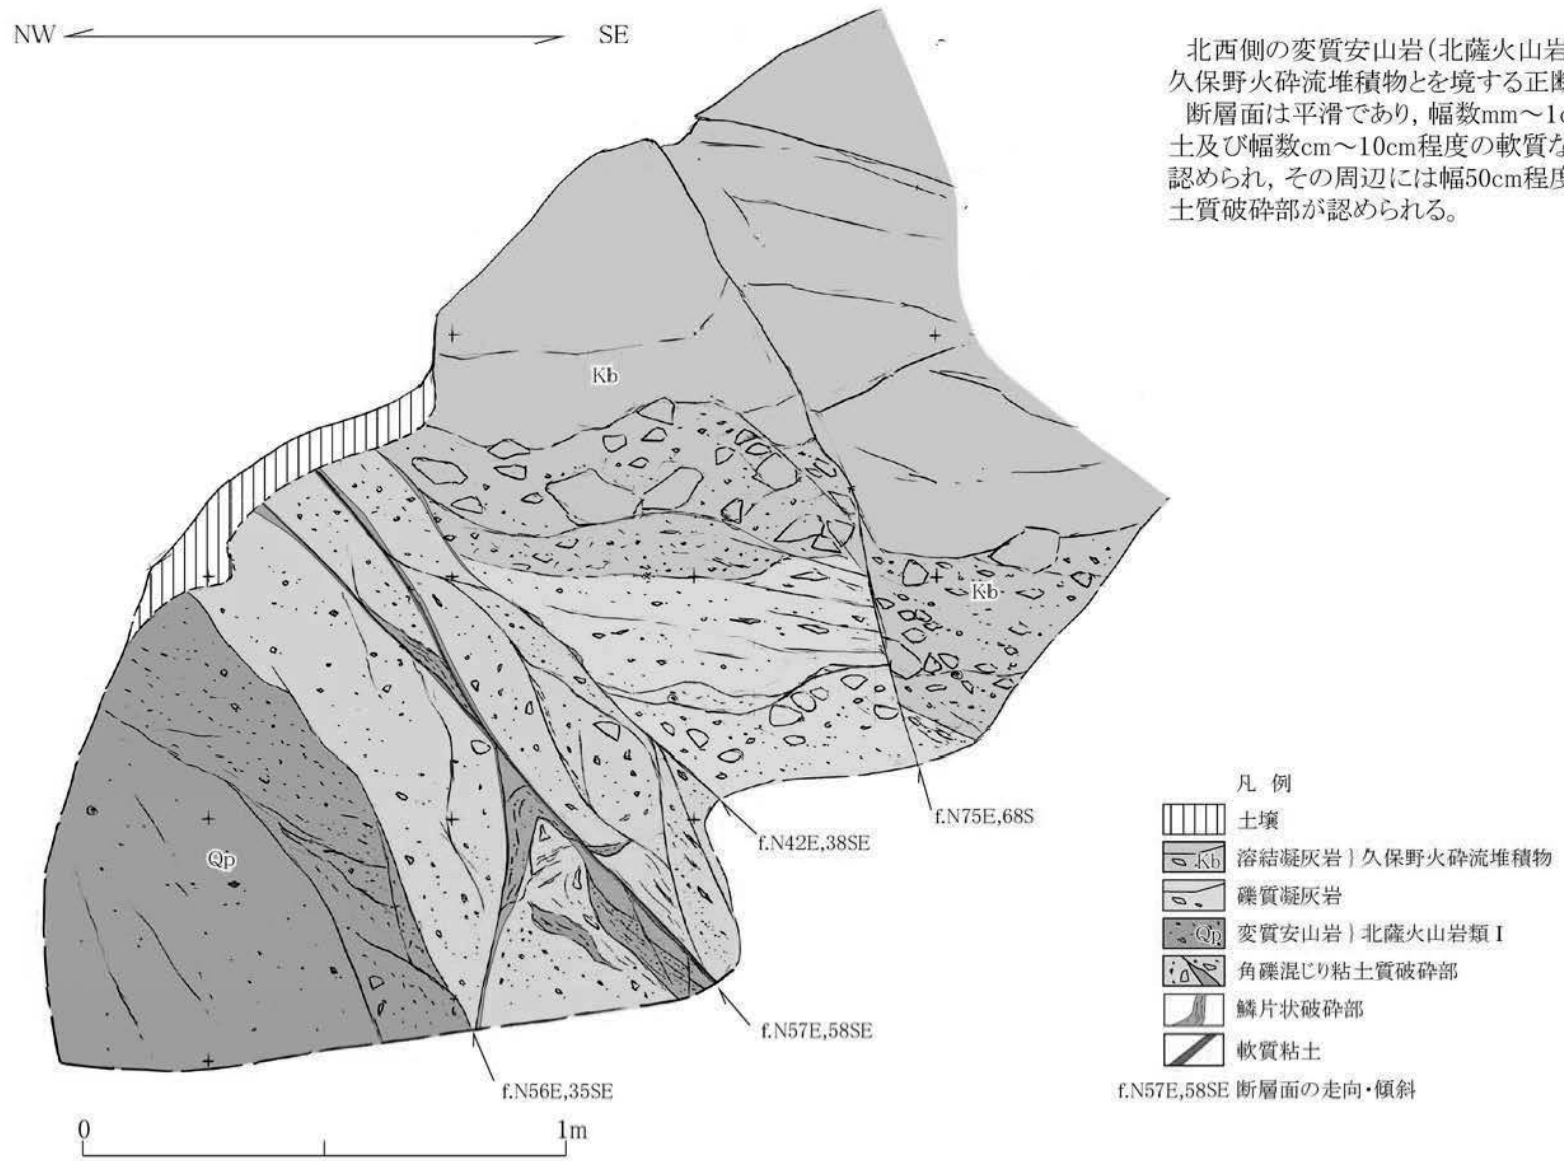 NW
SE
北西側の変質安山岩(北薩火山岩
久保野火砕流堆積物とを境する正断
断層面は平滑であり, 幅数mm～1c
土及び幅数cm～10cm程度の軟質な
認められ, その周辺には幅50cm程度
土質破砕部が認められる。
Kb
Kb
Qp
f.N75E,68S
f.N42E,38SE
f.N57E,58SE
f.N56E,35SE
0
1m
凡 例
土壌
Kb 溶結凝灰岩 } 久保野火砕流堆積物
礫質凝灰岩
Qp 変質安山岩 } 北薩火山岩類 I
角礫混じり粘土質破砕部
鱗片状破砕部
軟質粘土
f.N57E,58SE 断層面の走向・傾斜